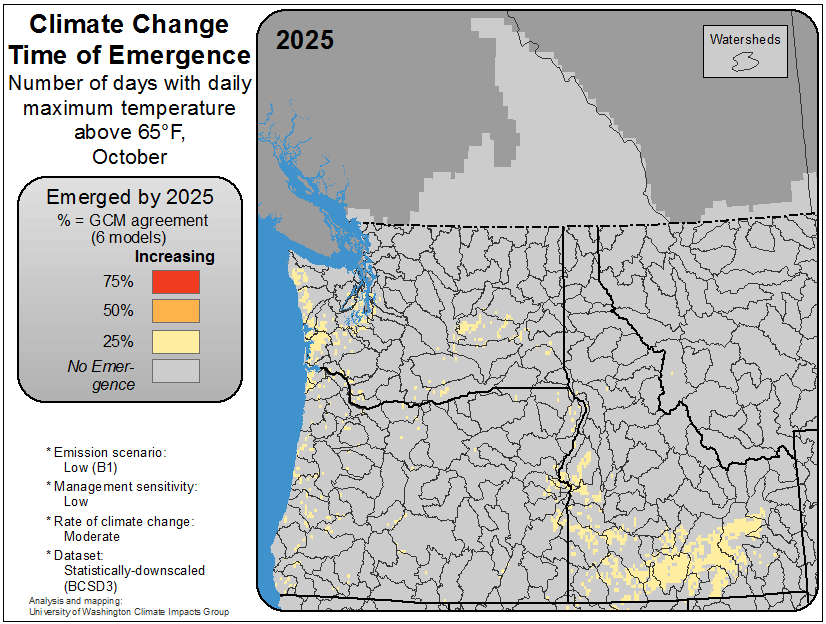 Climate Change
Time of Emergence
Number of days with daily
maximum temperature
above 65°F,
October
Emerged by 2025
% = GCM agreement
(6 models)
Increasing
75%
50%
25%
No Emer-
gence
* Emission scenario:
Low (B1)
* Management sensitivity:
Low
* Rate of climate change:
Moderate
* Dataset:
Statistically-downscaled
(BCSD3)
Analysis and mapping:
University of Washington Climate Impacts Group
2025
Watersheds